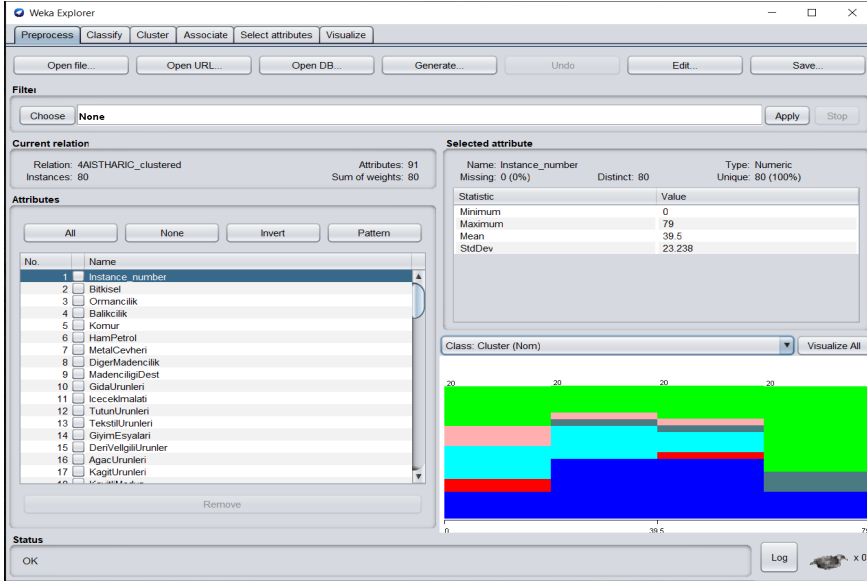 Weka Explorer
Preprocess Classify Cluster Associate Select attributes Visualize
Open file... Open URL... Open DB... Generate... Undo Edit... Save...
Filter
Choose None Apply Stop
Current relation
Relation: 4AISTHARIC_clustered Attributes: 91
Instances: 80 Sum of weights: 80
Attributes
All None Invert Pattern
No. Name
1 Instance_number
2 Bitkisel
3 Ormancilik
4 Balikcilik
5 Komur
6 HamPetrol
7 MetalCevheri
8 DigerMadencilik
9 MadenciligiDest
10 GidaUrunleri
11 IcecekImalati
12 TutunUrunleri
13 TekstilUrunleri
14 GiyimEsyalari
15 DeriVeIlgiliUrunler
16 AgacUrunleri
17 KagitUrunleri
Remove
Selected attribute
Name: Instance_number Type: Numeric
Missing: 0 (0%) Distinct: 80 Unique: 80 (100%)
Statistic Value
Minimum 0
Maximum 79
Mean 39.5
StdDev 23.238
Class: Cluster (Nom) Visualize All
20 20 20 20
0 39.5 79
Status
OK
Log x 0